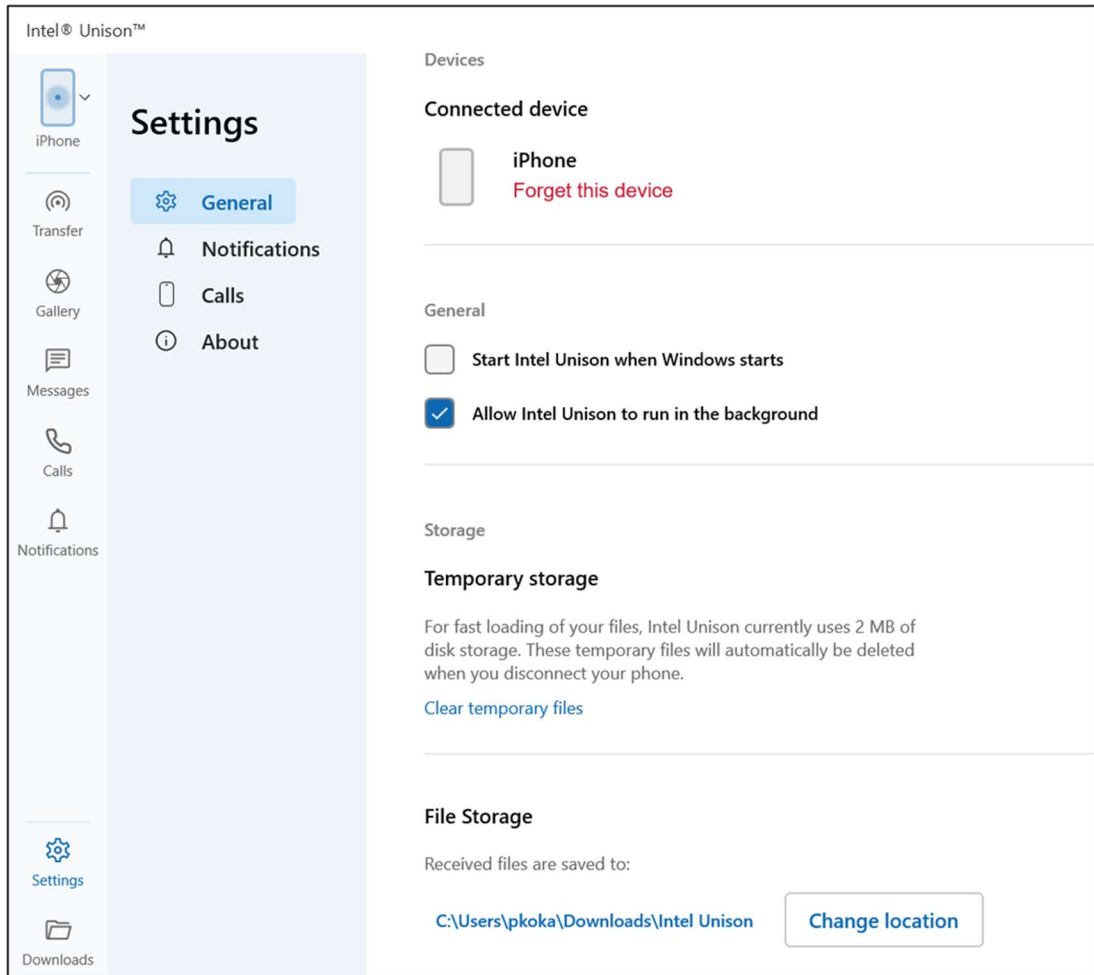 Intel® Unison™
iPhone
Transfer
Gallery
Messages
Calls
Notifications
Settings
Downloads
Settings
General
Notifications
Calls
About
Devices
Connected device
iPhone
Forget this device
General
Start Intel Unison when Windows starts
Allow Intel Unison to run in the background
Storage
Temporary storage
For fast loading of your files, Intel Unison currently uses 2 MB of
disk storage. These temporary files will automatically be deleted
when you disconnect your phone.
Clear temporary files
File Storage
Received files are saved to:
C:\Users\pkoka\Downloads\Intel Unison
Change location